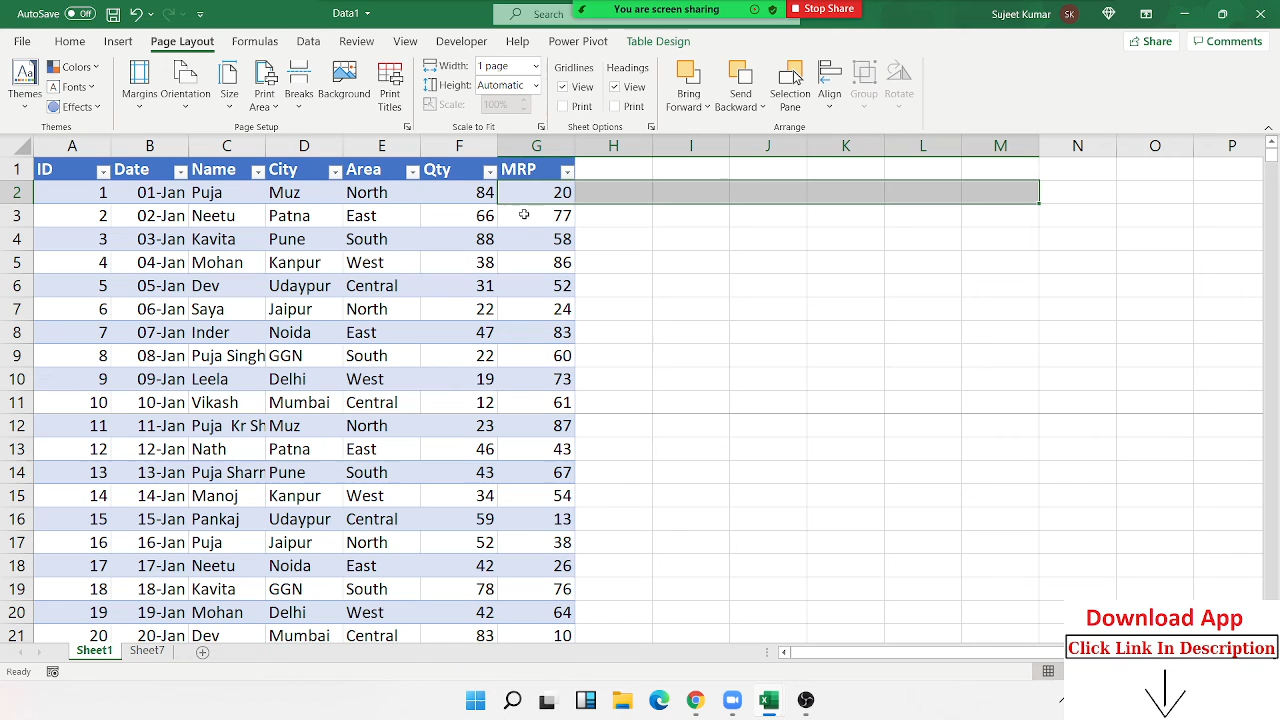 AutoSave Off Data1 Search You are screen sharing Stop Share Sujeet Kumar SK
File Home Insert Page Layout Formulas Data Review View Developer Help Power Pivot Table Design Share Comments
Themes Colors Fonts Effects Margins Orientation Size Print Area Breaks Background Print Titles Width: 1 page Height: Automatic Scale: 100% Gridlines View Print Headings View Print Bring Forward Send Backward Selection Pane Align Group Rotate
Themes Page Setup Scale to Fit Sheet Options Arrange
A B C D E F G H I J K L M N O P
1 ID Date Name City Area Qty MRP
2 1 01-Jan Puja Muz North 84 20
3 2 02-Jan Neetu Patna East 66 77
4 3 03-Jan Kavita Pune South 88 58
5 4 04-Jan Mohan Kanpur West 38 86
6 5 05-Jan Dev Udaypur Central 31 52
7 6 06-Jan Saya Jaipur North 22 24
8 7 07-Jan Inder Noida East 47 83
9 8 08-Jan Puja Singh GGN South 22 60
10 9 09-Jan Leela Delhi West 19 73
11 10 10-Jan Vikash Mumbai Central 12 61
12 11 11-Jan Puja Kr Sh Muz North 23 87
13 12 12-Jan Nath Patna East 46 43
14 13 13-Jan Puja Sharr Pune South 43 67
15 14 14-Jan Manoj Kanpur West 34 54
16 15 15-Jan Pankaj Udaypur Central 59 13
17 16 16-Jan Puja Jaipur North 52 38
18 17 17-Jan Neetu Noida East 42 26
19 18 18-Jan Kavita GGN South 78 76
20 19 19-Jan Mohan Delhi West 42 64
21 20 20-Jan Dev Mumbai Central 83 10
Sheet1 Sheet7
Ready
Download App
Click Link In Description